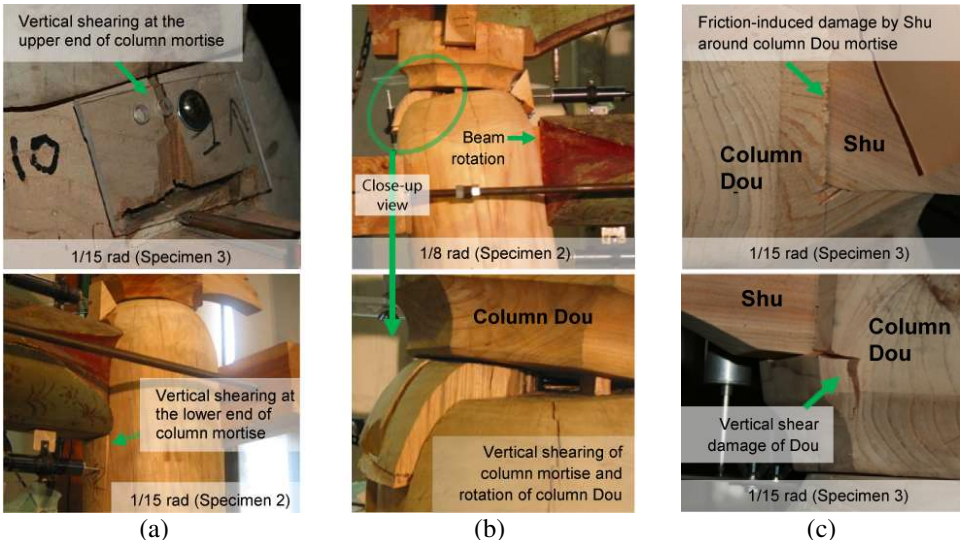 Vertical shearing at the
upper end of column mortise
10
1/15 rad (Specimen 3)
Vertical shearing at
the lower end of
column mortise
1/15 rad (Specimen 2)
(a)
Beam
rotation
Close-up
view
1/8 rad (Specimen 2)
Column Dou
Vertical shearing of
column mortise and
rotation of column Dou
(b)
Friction-induced damage by Shu
around column Dou mortise
Column
Dou
Shu
1/15 rad (Specimen 3)
Shu
Column
Dou
Vertical shear
damage of Dou
1/15 rad (Specimen 3)
(c)